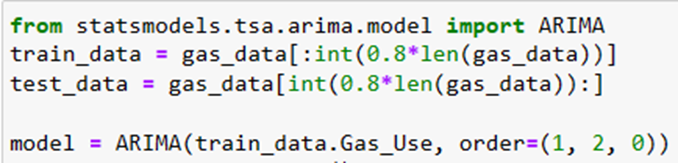 from statsmodels.tsa.arima.model import ARIMA
train_data = gas_data[:int(0.8*len(gas_data))]
test_data = gas_data[int(0.8*len(gas_data)):]
model = ARIMA(train_data.Gas_Use, order=(1, 2, 0))